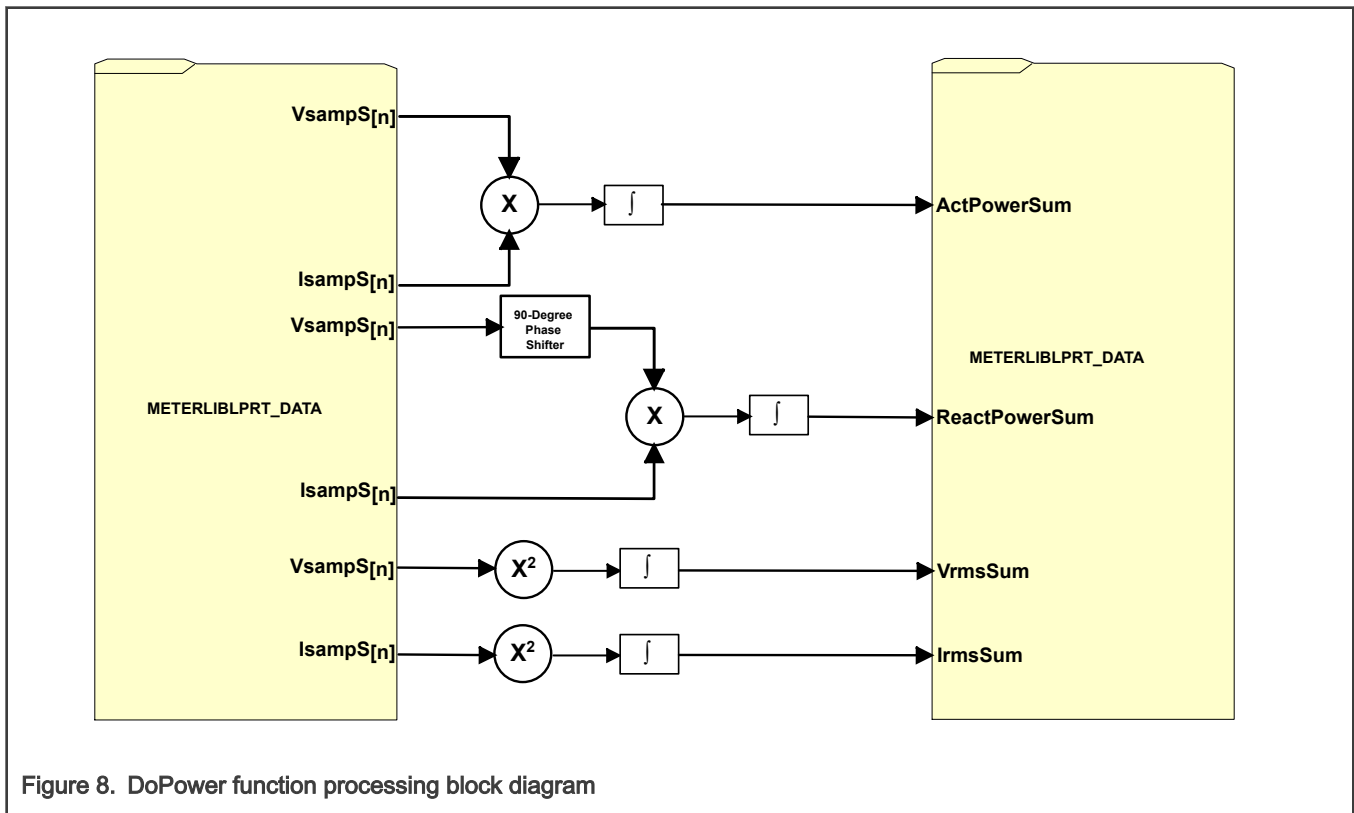 VsampS[n]
X
∫
ActPowerSum
IsampS[n]
VsampS[n]
90-Degree
Phase
Shifter
METERLIBLPRT_DATA
METERLIBLPRT_DATA
X
∫
ReactPowerSum
IsampS[n]
VsampS[n]
X²
∫
VrmsSum
IsampS[n]
X²
∫
IrmsSum
Figure 8. DoPower function processing block diagram